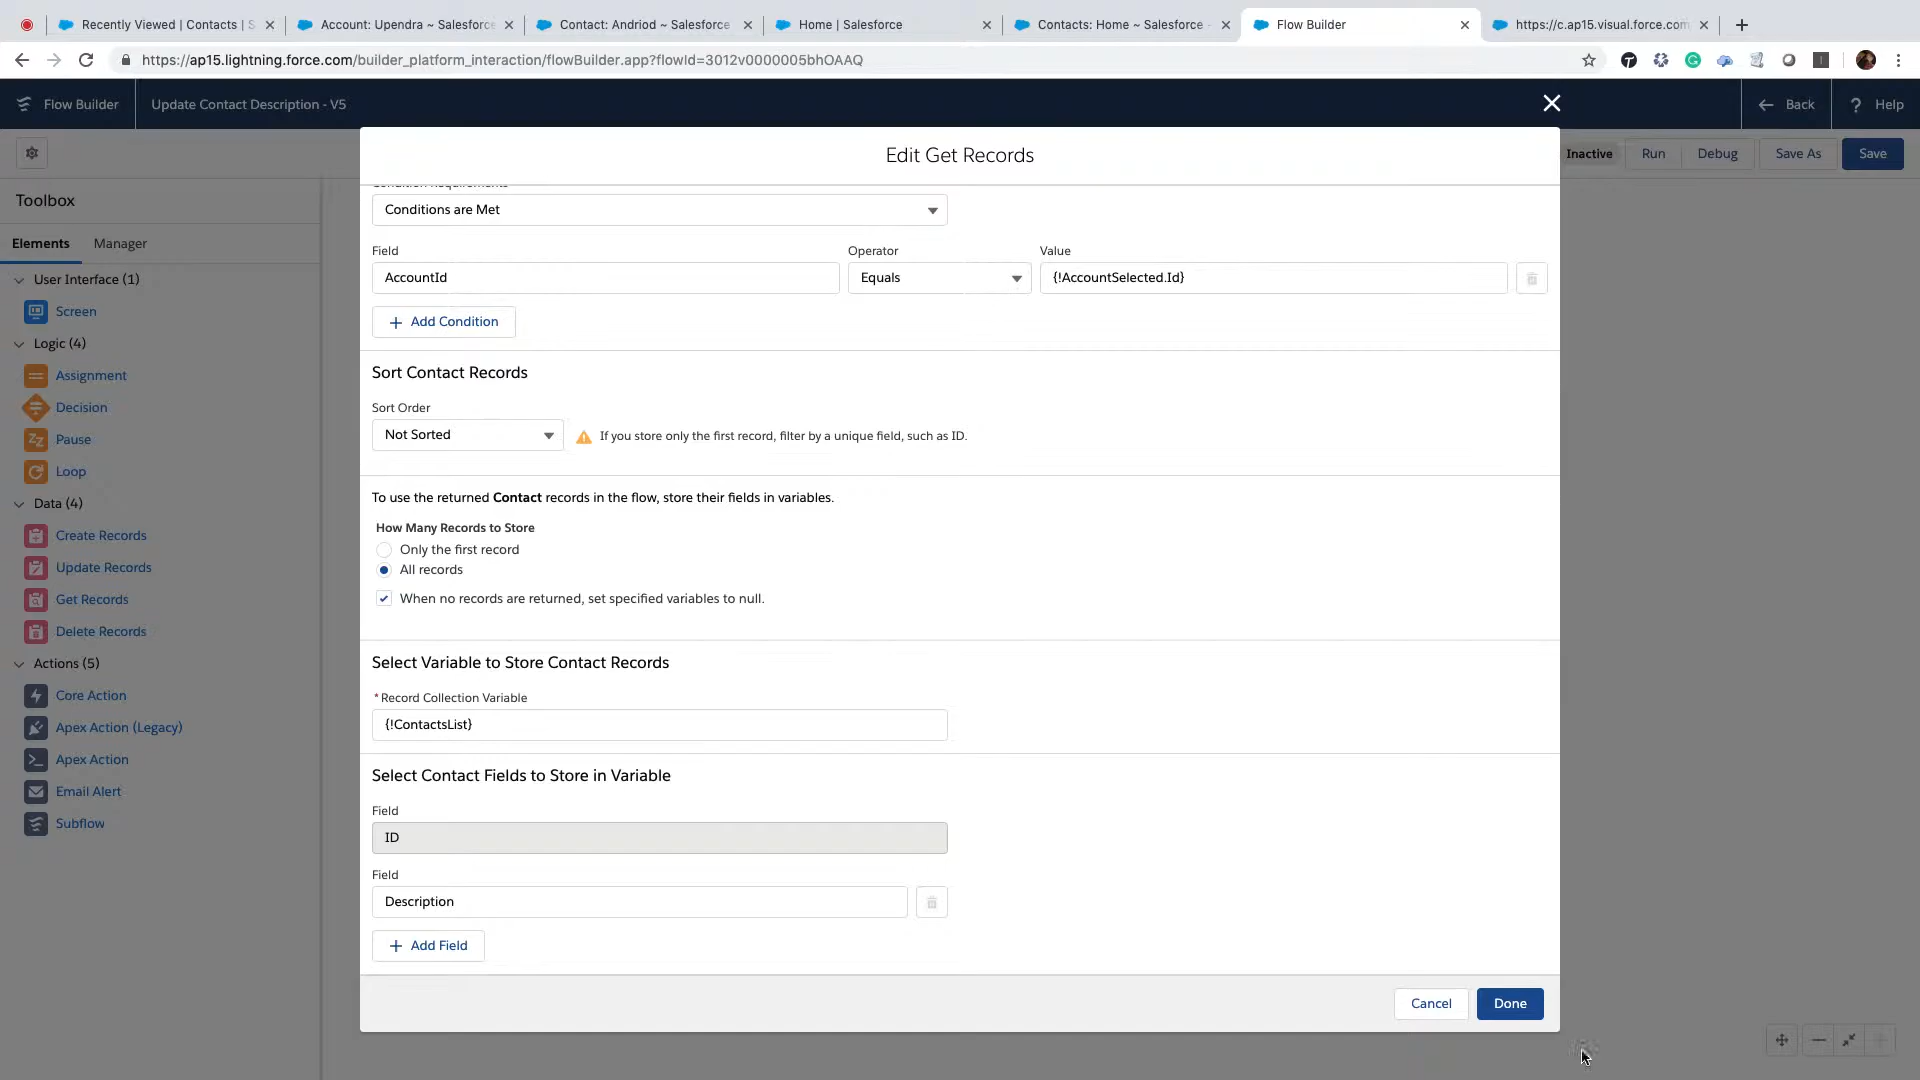 Recently Viewed | Contacts | S
Account: Upendra ~ Salesforce
Contact: Andriod ~ Salesforce
Home | Salesforce
Contacts: Home ~ Salesforce -
Flow Builder
https://c.ap15.visual.force.com
https://ap15.lightning.force.com/builder_platform_interaction/flowBuilder.app?flowId=3012v0000005bhOAAQ
Flow Builder
Update Contact Description - V5
Back
? Help
Inactive
Run
Debug
Save As
Save
Toolbox
Elements
Manager
User Interface (1)
Screen
Logic (4)
Assignment
Decision
Pause
Loop
Data (4)
Create Records
Update Records
Get Records
Delete Records
Actions (5)
Core Action
Apex Action (Legacy)
Apex Action
Email Alert
Subflow
Edit Get Records
Conditions are Met
Field
Operator
Value
AccountId
Equals
{!AccountSelected.Id}
+ Add Condition
Sort Contact Records
Sort Order
Not Sorted
If you store only the first record, filter by a unique field, such as ID.
To use the returned Contact records in the flow, store their fields in variables.
How Many Records to Store
Only the first record
All records
When no records are returned, set specified variables to null.
Select Variable to Store Contact Records
*Record Collection Variable
{!ContactsList}
Select Contact Fields to Store in Variable
Field
ID
Field
Description
+ Add Field
Cancel
Done